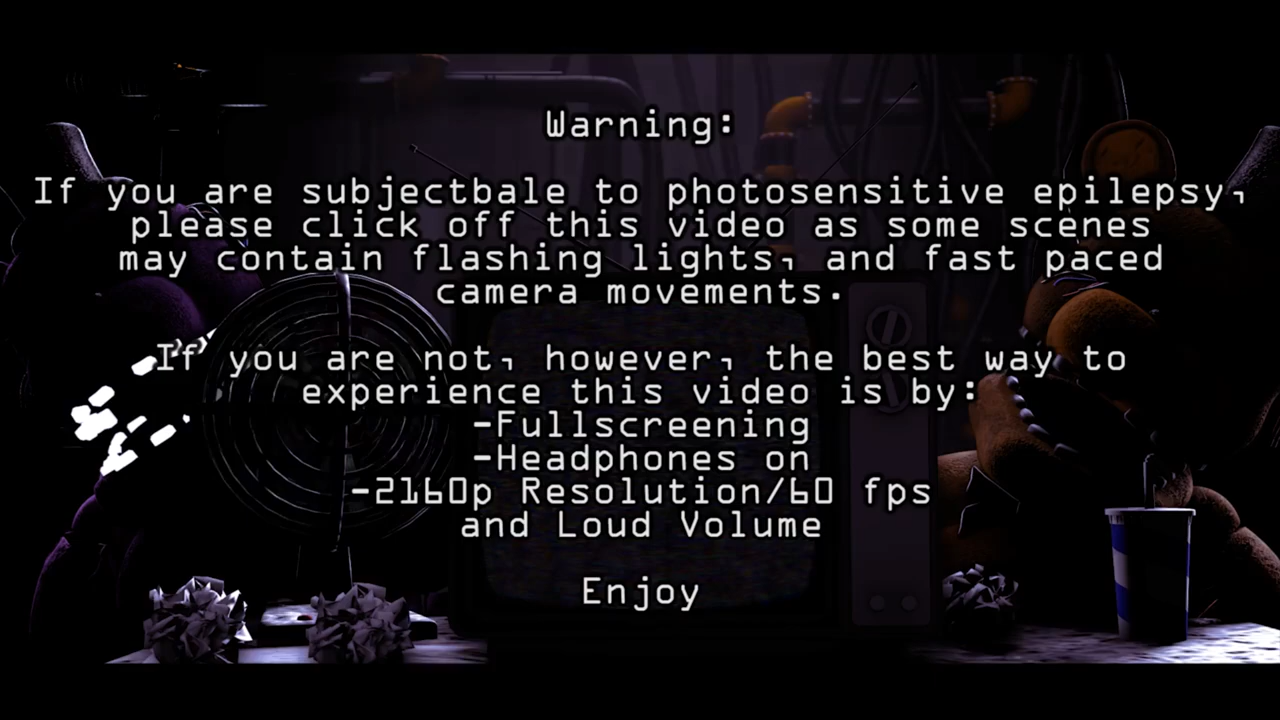 Warning:
If you are subjectbale to photosensitive epilepsy,
please click off this video as some scenes
may contain flashing lights, and fast paced
camera movements.
If you are not, however, the best way to
experience this video is by:
-Fullscreening
-Headphones on
-2160p Resolution/60 fps
and Loud Volume
Enjoy